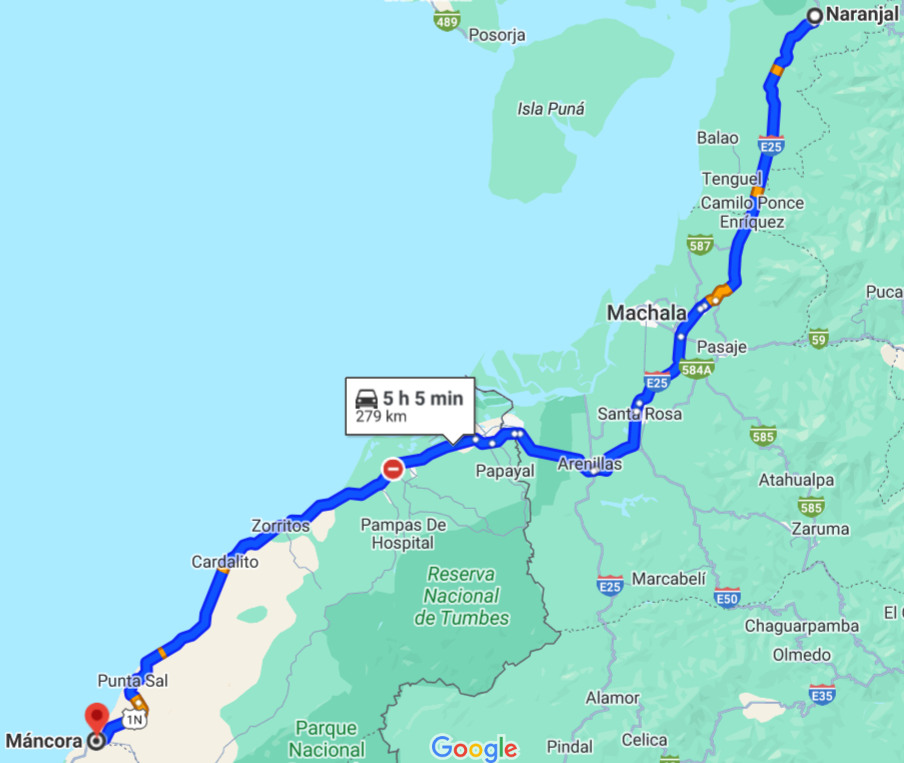 489
Posorja
Naranjal
Isla Puná
Balao
E25
Tenguel
Camilo Ponce
Enríquez
587
Puca
Machala
Pasaje
59
584A
E25
5 h 5 min
279 km
Santa Rosa
585
Papayal
Arenillas
Atahualpa
585
Zorritos
Pampas De
Hospital
Zaruma
Cardalito
Reserva
Nacional
de Tumbes
E25
Marcabelí
E50
El
Chaguarpamba
Olmedo
Punta Sal
E35
1N
Alamor
Máncora
Parque
Nacional
Google
Pindal
Celica